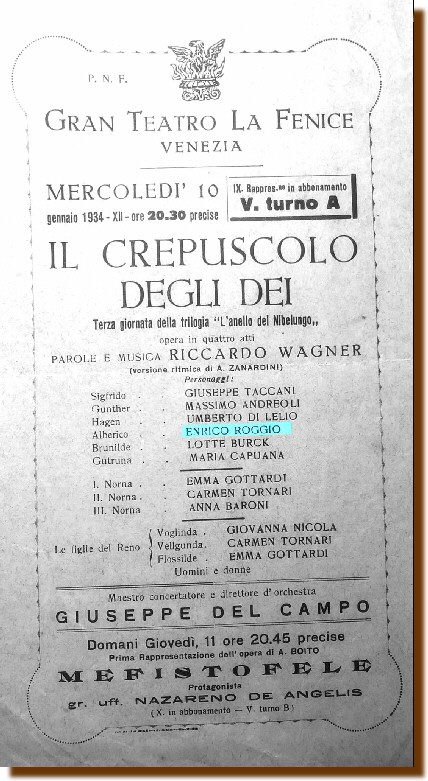 P. N. F.
GRAN TEATRO LA FENICE
VENEZIA
MERCOLEDI' 10
gennaio 1934 - XII - ore 20.30 precise
IX. Rappres.ne in abbonamento
V. turno A
IL CREPUSCOLO
DEGLI DEI
Terza giornata della trilogia "L'anello del Nibelungo,,
opera in quattro atti
PAROLE E MUSICA RICCARDO WAGNER
(versione ritmica di A. ZANARDINI)
Personaggi:
Sigfrido . . GIUSEPPE TACCANI
Gunther . . MASSIMO ANDREOLI
Hagen . . UMBERTO DI LELIO
Alberico . . ENRICO ROGGIO
Brunilde . . LOTTE BURCK
Gutruna . . MARIA CAPUANA
I. Norna . . EMMA GOTTARDI
II. Norna . . CARMEN TORNARI
III. Norna . ANNA BARONI
Le figlie del Reno
Voglinda . GIOVANNA NICOLA
Vellgunda . CARMEN TORNARI
Flossilde . EMMA GOTTARDI
Uomini e donne
Maestro concertatore e direttore d'orchestra
GIUSEPPE DEL CAMPO
Domani Giovedì, 11 ore 20.45 precise
Prima Rappresentazione dell'opera di A. BOITO
MEFISTOFELE
Protagonista
gr. uff. NAZARENO DE ANGELIS
(X. in abbonamento — V. turno B)